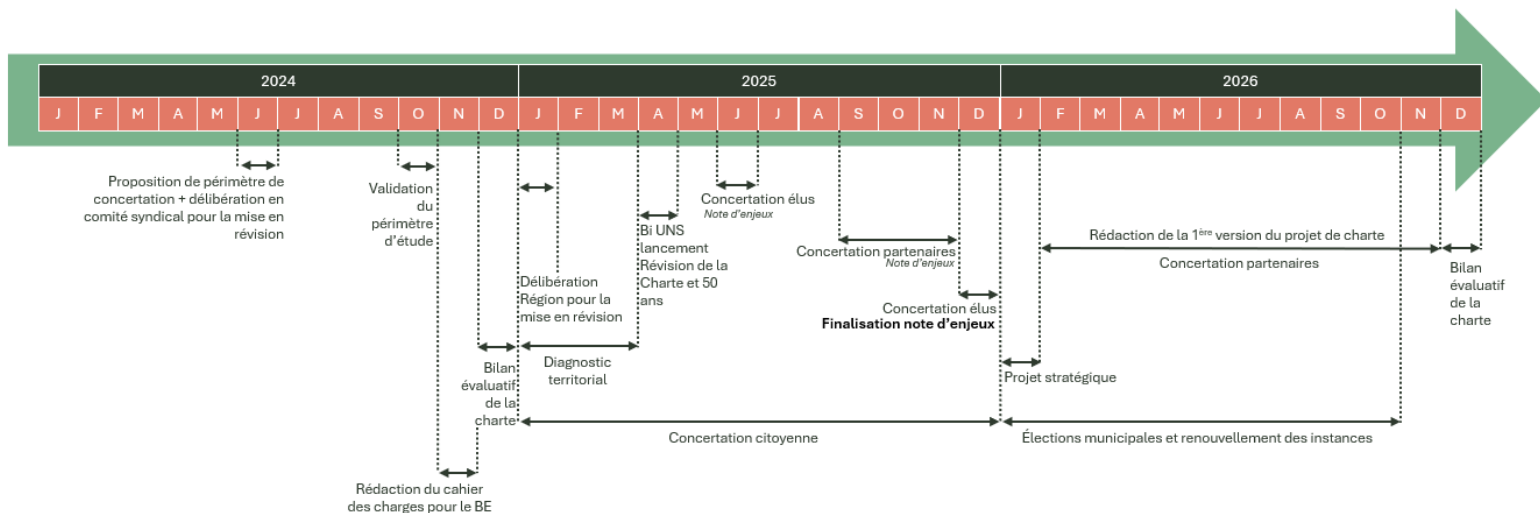 2024 2025 2026
J F M A M J J A S O N D J F M A M J J A S O N D J F M A M J J A S O N D
Proposition de périmètre de
concertation + délibération en
comité syndical pour la mise en
révision
Validation
du
périmètre
d'étude
Rédaction du cahier
des charges pour le BE
Bilan
évaluatif
de la
charte
Délibération
Région pour la
mise en révision
Diagnostic
territorial
Concertation citoyenne
Bi UNS
lancement
Révision de la
Charte et 50
ans
Concertation élus
Note d'enjeux
Concertation partenaires
Note d'enjeux
Concertation élus
Finalisation note d'enjeux
Projet stratégique
Élections municipales et renouvellement des instances
Rédaction de la 1ère version du projet de charte
Concertation partenaires
Bilan
évaluatif
de la
charte